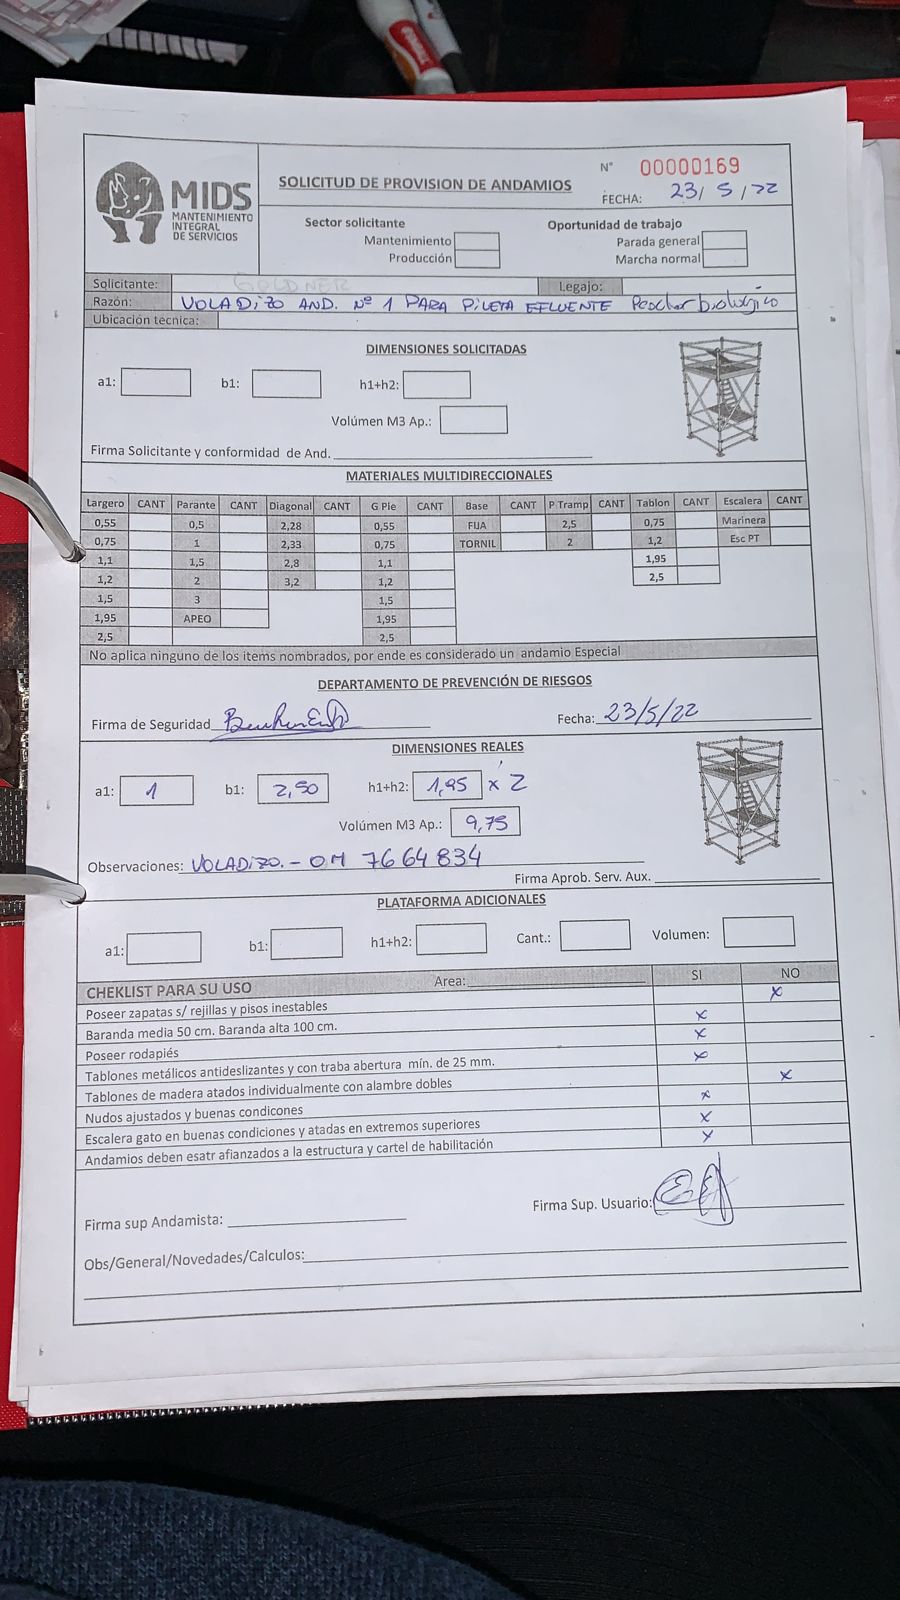 MIDS
MANTENIMIENTO
INTEGRAL
DE SERVICIOS
SOLICITUD DE PROVISION DE ANDAMIOS
N° 00000169
FECHA: 23/5/22
Sector solicitante
Mantenimiento
Producción
Oportunidad de trabajo
Parada general
Marcha normal
Solicitante: GOLDNER Legajo:
Razón: VOLADIZO AND. Nº 1 PARA PILETA EFLUENTE biológico
Ubicación técnica:
DIMENSIONES SOLICITADAS
a1: b1: h1+h2:
Volúmen M3 Ap.:
Firma Solicitante y conformidad de And.
MATERIALES MULTIDIRECCIONALES
Largero CANT Parante CANT Diagonal CANT G Pie CANT Base CANT P Tramp CANT Tablon CANT Escalera CANT
0,55 0,5 2,28 0,55 FIJA 2,5 0,75 Marinera
0,75 1 2,33 0,75 TORNIL 2 1,2 Esc PT
1,1 1,5 2,8 1,1 1,95
1,2 2 3,2 1,2 2,5
1,5 3 1,5
1,95 APEO 1,95
2,5 2,5
No aplica ninguno de los items nombrados, por ende es considerado un andamio Especial
DEPARTAMENTO DE PREVENCIÓN DE RIESGOS
Firma de Seguridad Fecha: 23/5/22
DIMENSIONES REALES
a1: 1 b1: 2,50 h1+h2: 1,95 x 2
Volúmen M3 Ap.: 9,75
Observaciones: VOLADIZO.- OM 7664834
Firma Aprob. Serv. Aux.
PLATAFORMA ADICIONALES
a1: b1: h1+h2: Cant.: Volumen:
CHEKLIST PARA SU USO Area: SI NO
Poseer zapatas s/ rejillas y pisos inestables x
Baranda media 50 cm. Baranda alta 100 cm. x
Poseer rodapiés x
Tablones metálicos antideslizantes y con traba abertura mín. de 25 mm. x
Tablones de madera atados individualmente con alambre dobles x
Nudos ajustados y buenas condicones x
Escalera gato en buenas condiciones y atadas en extremos superiores x
Andamios deben esatr afianzados a la estructura y cartel de habilitación x
Firma sup Andamista: Firma Sup. Usuario:
Obs/General/Novedades/Calculos: